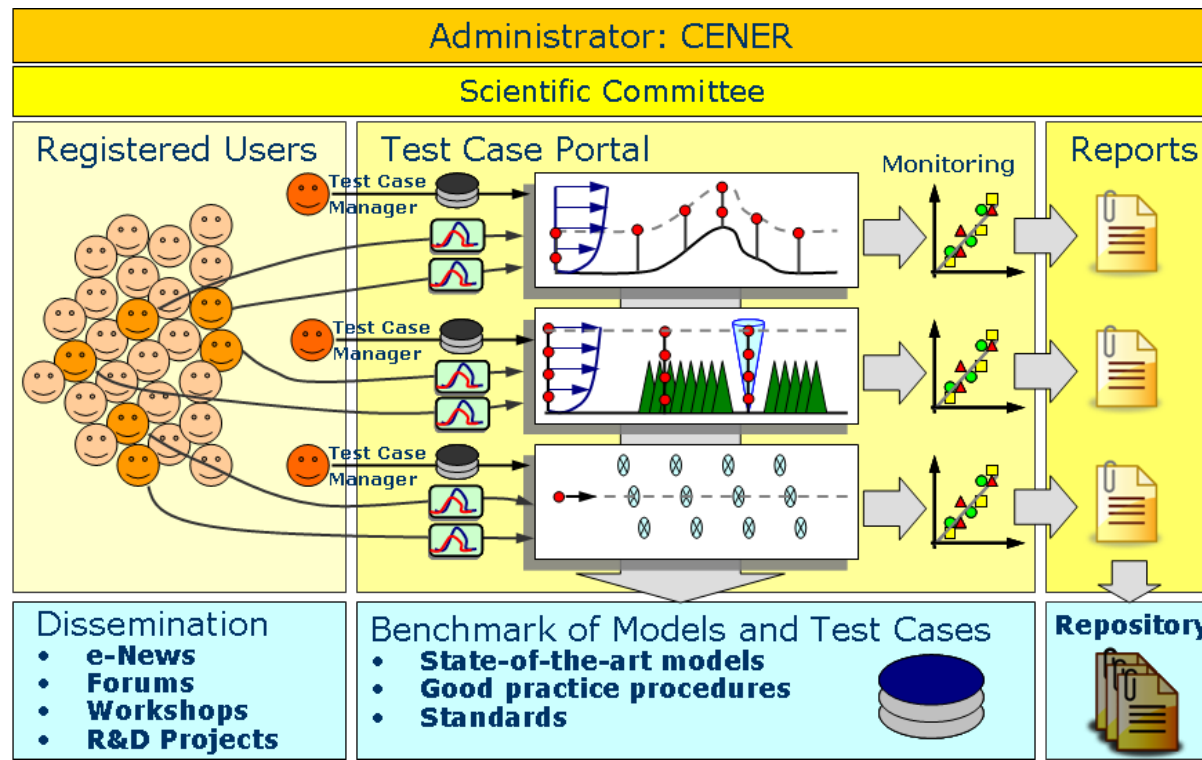 Administrator: CENER
Scientific Committee
Registered Users
Test Case Portal
Monitoring
Reports
Test Case
Manager
Test Case
Manager
Test Case
Manager
Dissemination
• e-News
• Forums
• Workshops
• R&D Projects
Benchmark of Models and Test Cases
• State-of-the-art models
• Good practice procedures
• Standards
Repository